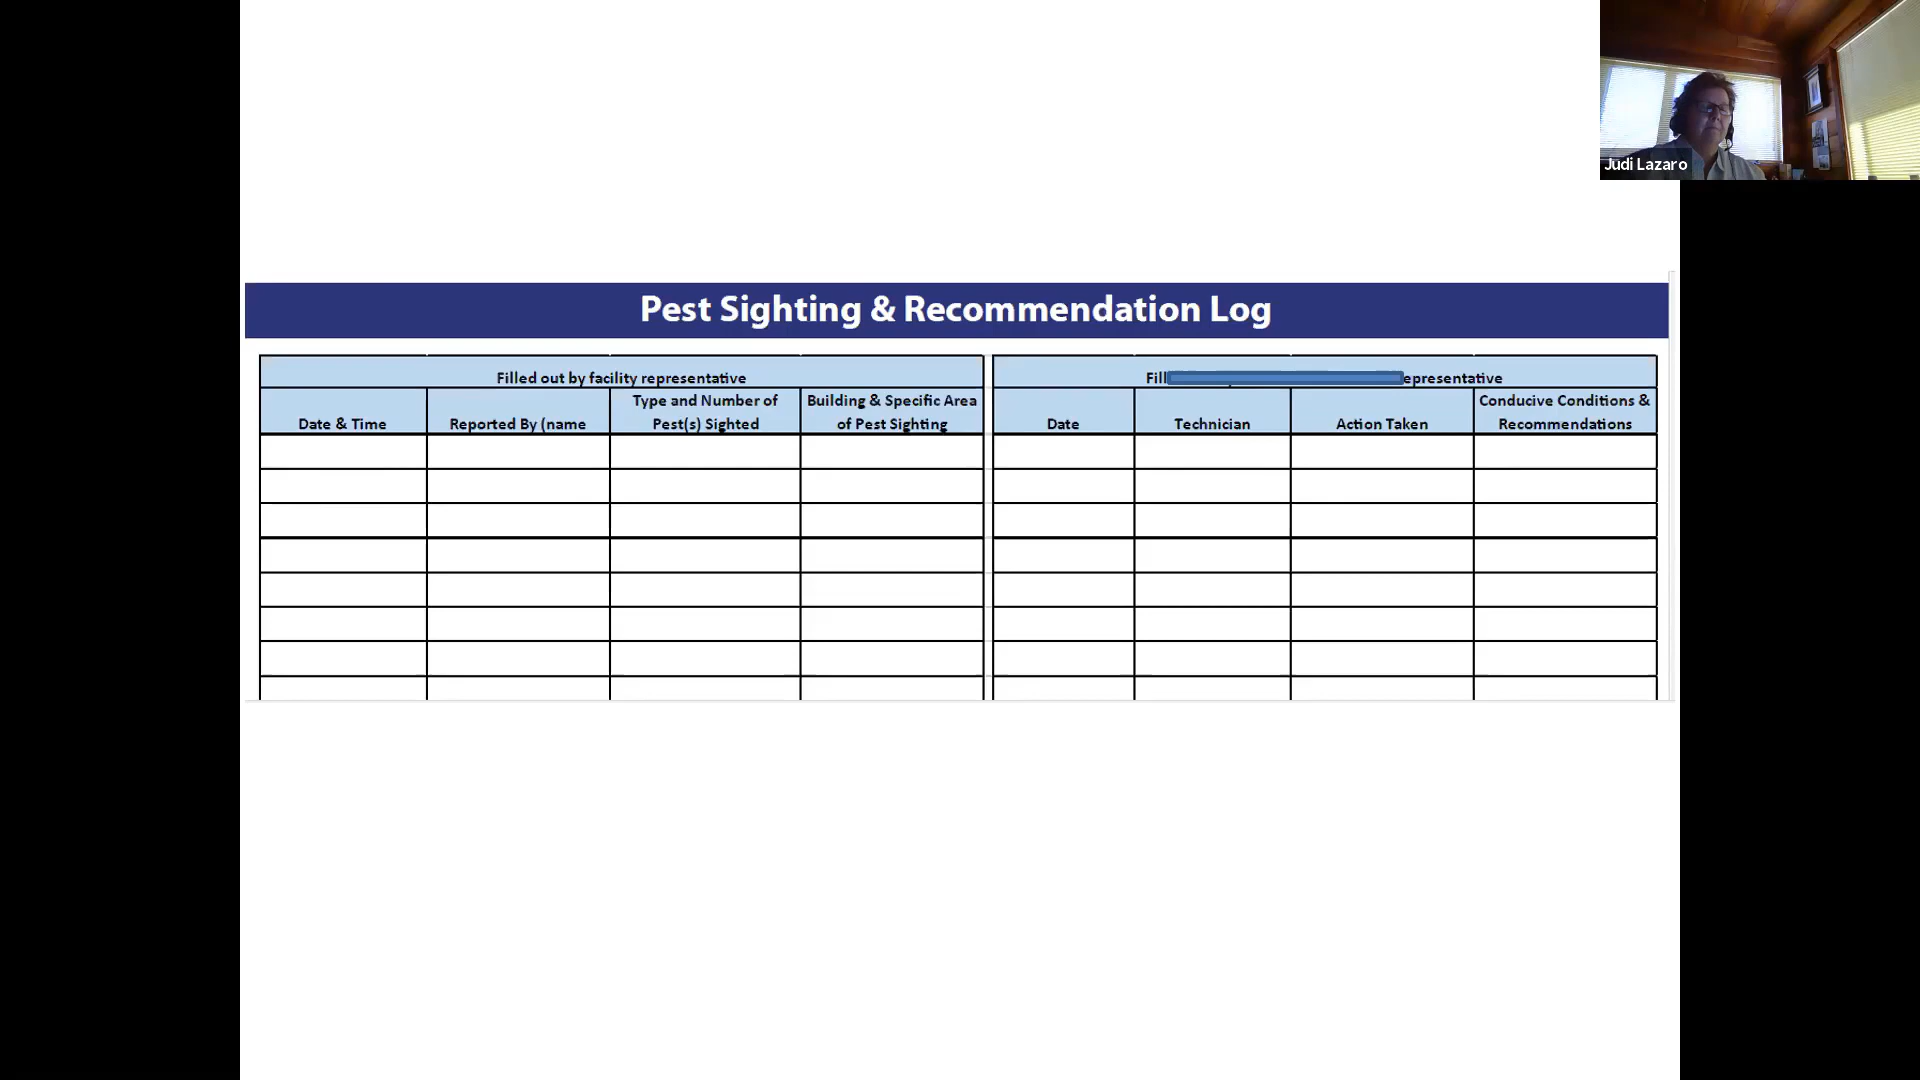 Judi Lazaro
Pest Sighting & Recommendation Log
Filled out by facility representative
Fill epresentative
Date & Time
Reported By (name
Type and Number of
Pest(s) Sighted
Building & Specific Area
of Pest Sighting
Date
Technician
Action Taken
Conducive Conditions &
Recommendations